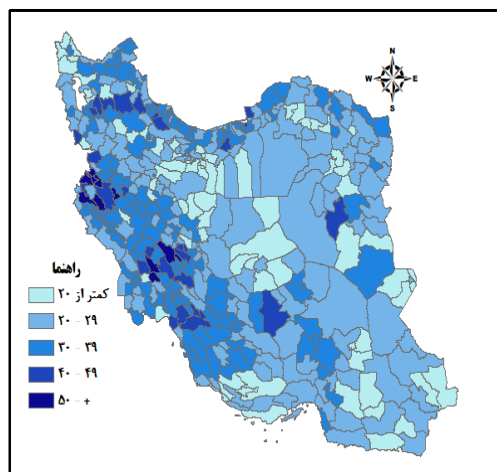 N
W E
S
راهنما
کمتر از ۲۰
۲۰ - ۲۹
۳۰ - ۳۹
۴۰ - ۴۹
۵۰ - +